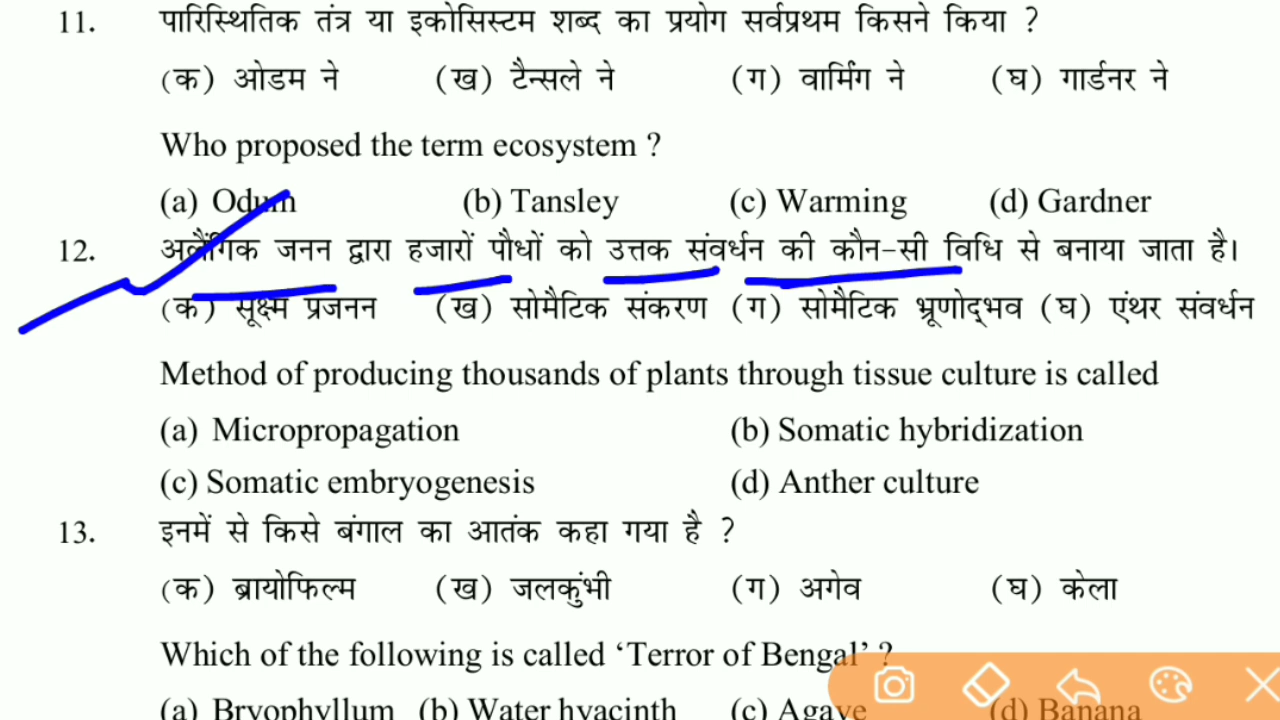 11. पारिस्थितिक तंत्र या इकोसिस्टम शब्द का प्रयोग सर्वप्रथम किसने किया ?
(क) ओडम ने (ख) टैन्सले ने (ग) वार्मिंग ने (घ) गार्डनर ने
Who proposed the term ecosystem ?
(a) Odum (b) Tansley (c) Warming (d) Gardner
12. अलैंगिक जनन द्वारा हजारों पौधों को उत्तक संवर्धन की कौन-सी विधि से बनाया जाता है।
(क) सूक्ष्म प्रजनन (ख) सोमैटिक संकरण (ग) सोमैटिक भ्रूणोद्भव (घ) एंथर संवर्धन
Method of producing thousands of plants through tissue culture is called
(a) Micropropagation (b) Somatic hybridization
(c) Somatic embryogenesis (d) Anther culture
13. इनमें से किसे बंगाल का आतंक कहा गया है ?
(क) ब्रायोफिल्म (ख) जलकुंभी (ग) अगेव (घ) केला
Which of the following is called ‘Terror of Bengal’ ?
(a) Bryophyllum (b) Water hyacinth (c) Agave (d) Banana